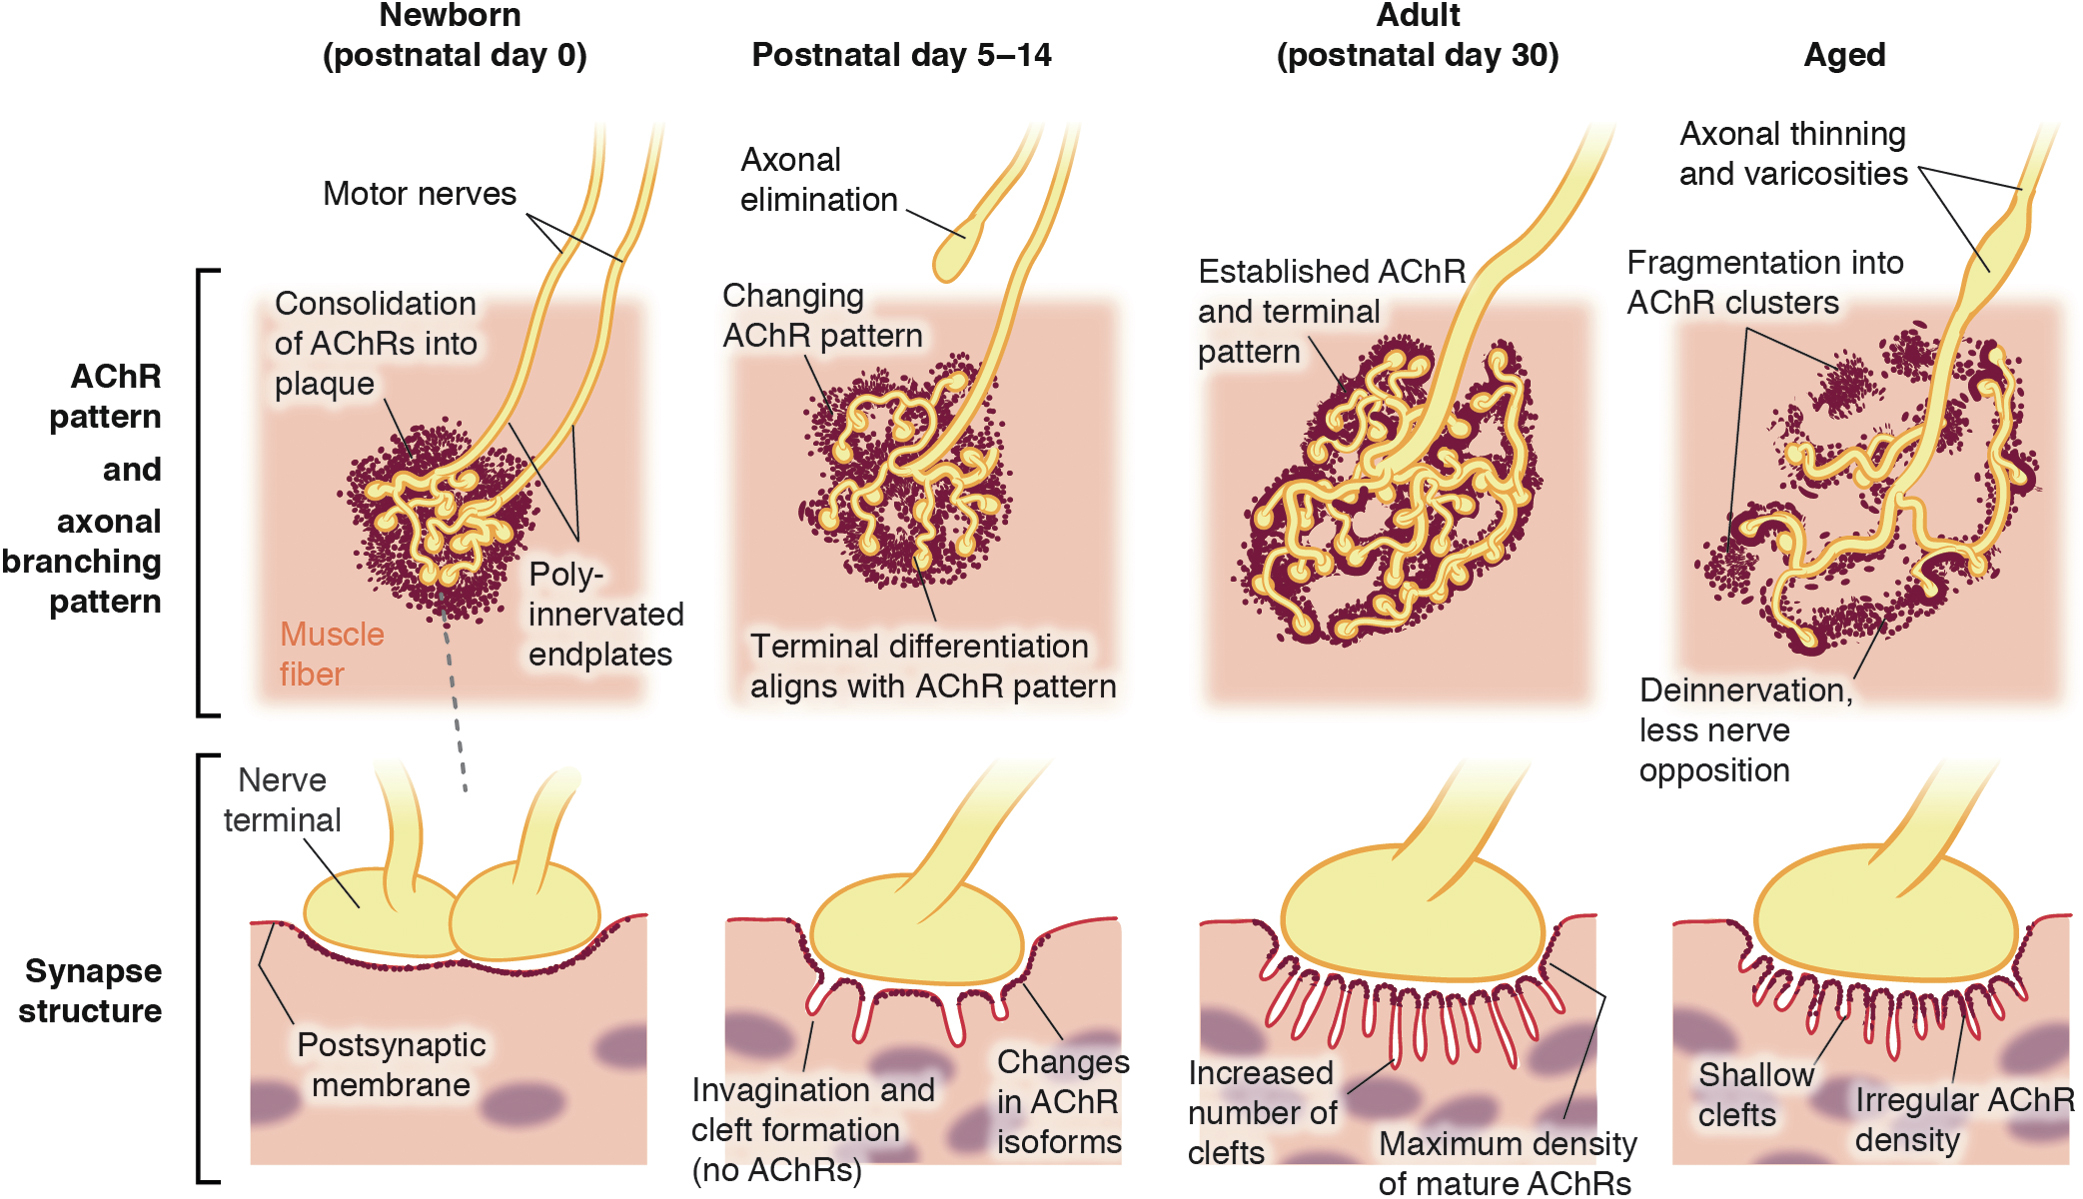 Newborn
(postnatal day 0)
Postnatal day 5–14
Adult
(postnatal day 30)
Aged
AChR
pattern
and
axonal
branching
pattern
Motor nerves
Consolidation
of AChRs into
plaque
Poly-
innervated
endplates
Muscle
fiber
Axonal
elimination
Changing
AChR pattern
Terminal differentiation
aligns with AChR pattern
Established AChR
and terminal
pattern
Axonal thinning
and varicosities
Fragmentation into
AChR clusters
Deinnervation,
less nerve
opposition
Synapse
structure
Nerve
terminal
Postsynaptic
membrane
Invagination and
cleft formation
(no AChRs)
Changes
in AChR
isoforms
Increased
number of
clefts
Maximum density
of mature AChRs
Shallow
clefts
Irregular AChR
density